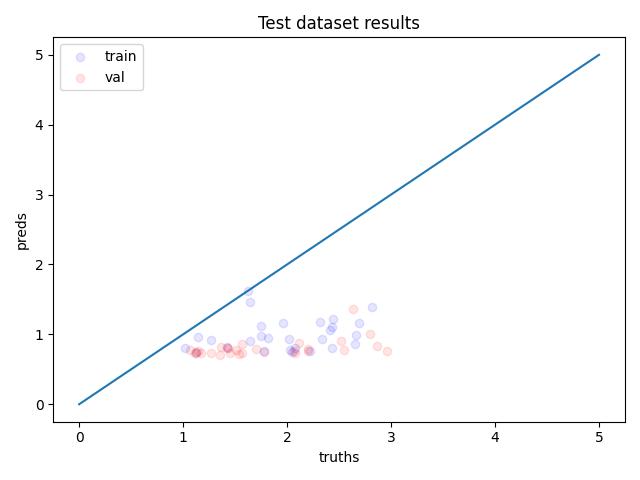 Test dataset results
train
val
preds
5
4
3
2
1
0
0 1 2 3 4 5
truths